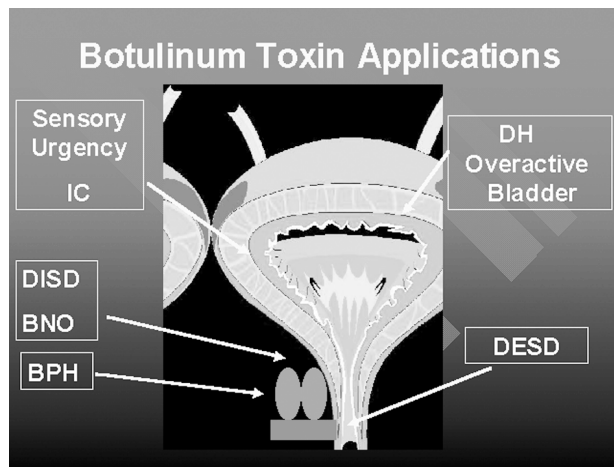 Botulinum Toxin Applications
Sensory
Urgency
IC
DH
Overactive
Bladder
DISD
BNO
BPH
DESD